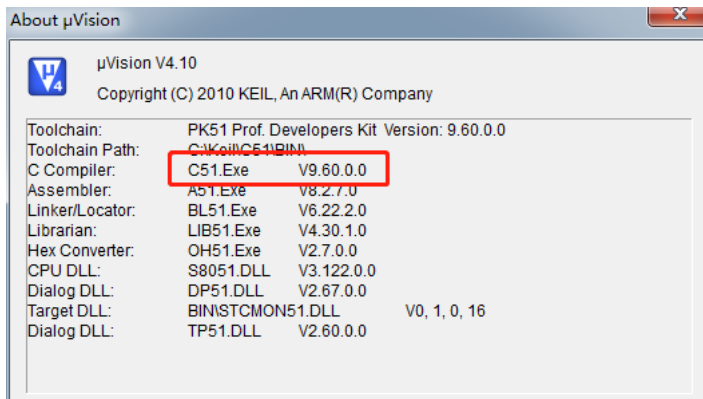 About µVision
µVision V4.10
Copyright (C) 2010 KEIL, An ARM(R) Company
Toolchain: PK51 Prof. Developers Kit Version: 9.60.0.0
Toolchain Path: C:\Keil\C51\BIN\
C Compiler: C51.Exe V9.60.0.0
Assembler: A51.Exe V8.2.7.0
Linker/Locator: BL51.Exe V6.22.2.0
Librarian: LIB51.Exe V4.30.1.0
Hex Converter: OH51.Exe V2.7.0.0
CPU DLL: S8051.DLL V3.122.0.0
Dialog DLL: DP51.DLL V2.67.0.0
Target DLL: BIN\STCMON51.DLL V0, 1, 0, 16
Dialog DLL: TP51.DLL V2.60.0.0